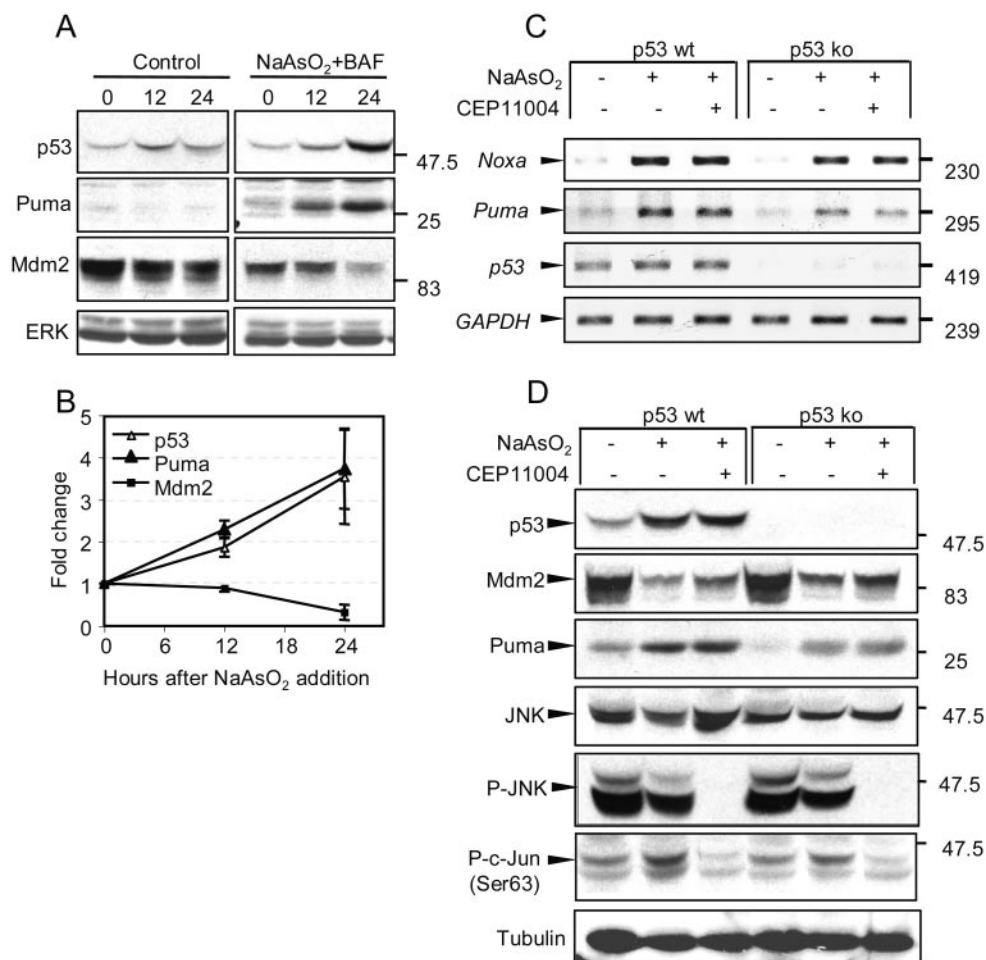 A
Control
NaAsO2+BAF
0 12 24 0 12 24
p53
47.5
Puma
25
Mdm2
83
ERK
B
5
4
3
2
1
0
Fold change
p53
Puma
Mdm2
0 6 12 18 24
Hours after NaAsO2 addition
C
p53 wt p53 ko
NaAsO2 - + + - + +
CEP11004 - - + - - +
Noxa
230
Puma
295
p53
419
GAPDH
239
D
p53 wt p53 ko
NaAsO2 - + + - + +
CEP11004 - - + - - +
p53
47.5
Mdm2
83
Puma
25
JNK
47.5
P-JNK
47.5
P-c-Jun
(Ser63)
47.5
Tubulin